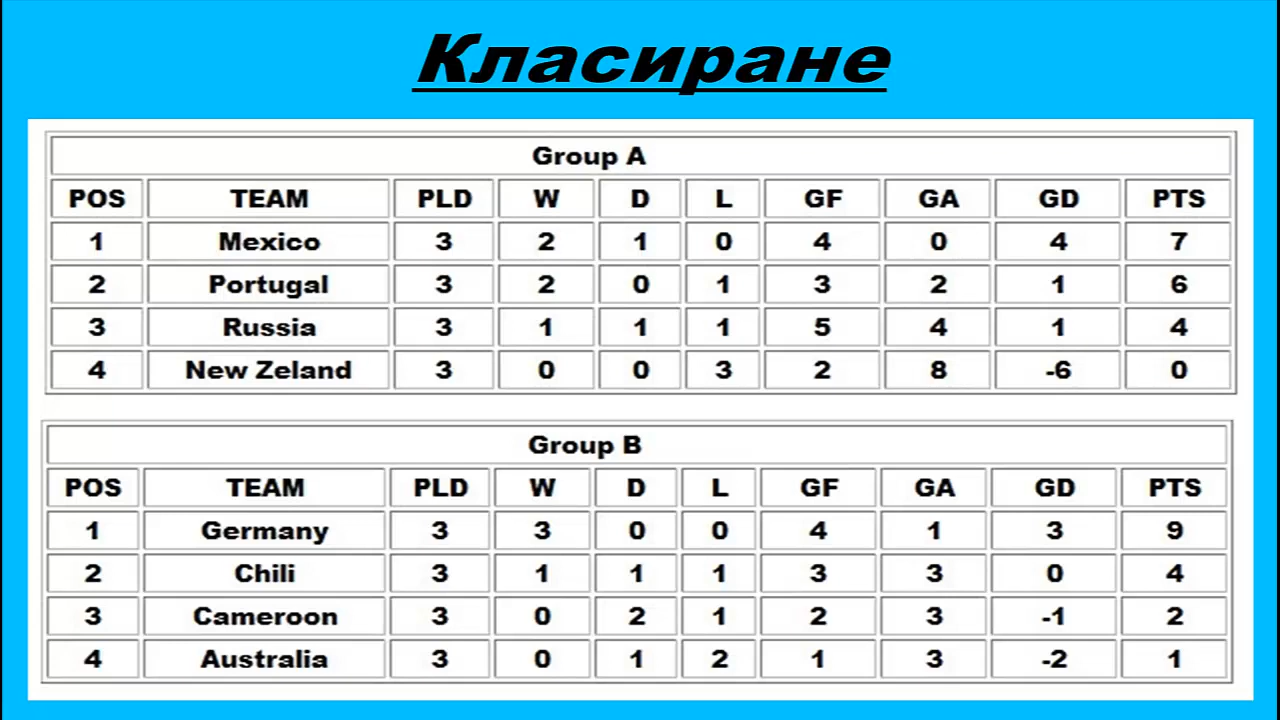 Класиране
Group A
POS TEAM PLD W D L GF GA GD PTS
1 Mexico 3 2 1 0 4 0 4 7
2 Portugal 3 2 0 1 3 2 1 6
3 Russia 3 1 1 1 5 4 1 4
4 New Zeland 3 0 0 3 2 8 -6 0
Group B
POS TEAM PLD W D L GF GA GD PTS
1 Germany 3 3 0 0 4 1 3 9
2 Chili 3 1 1 1 3 3 0 4
3 Cameroon 3 0 2 1 2 3 -1 2
4 Australia 3 0 1 2 1 3 -2 1